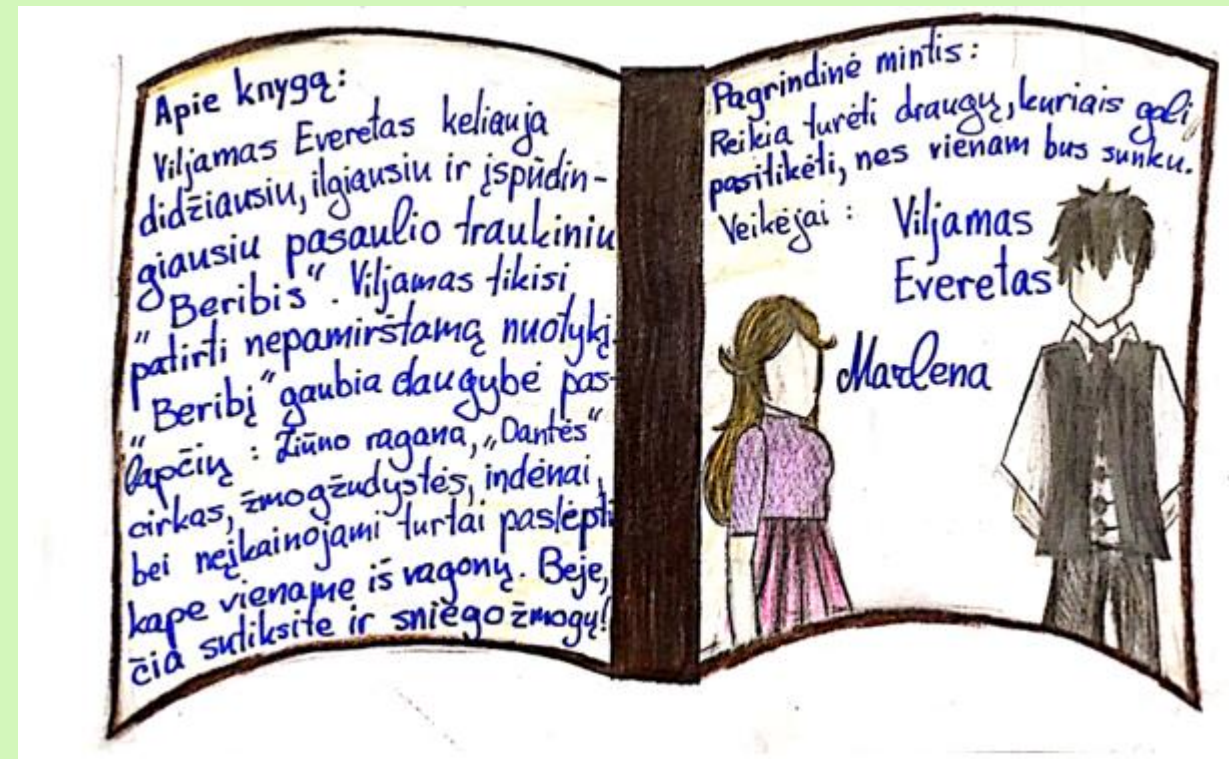 Apie knygą:
Viljamas Everetas keliauja
didžiausiu, ilgiausiu ir įspūdin-
giausiu pasaulio traukiniu
„Beribis“. Viljamas tikisi
patirti nepamirštamą nuotykį.
„Beribį“ gaubia daugybė pas-
lapčių: Liūno ragana, „Dantės“
cirkas, žmogžudystės, indėnai,
bei neįkainojami turtai paslėpti
kape viename iš vagonų. Beje,
čia sutiksite ir sniego žmogų!
Pagrindinė mintis:
Reikia turėti draugų, kuriais gali
pasitikėti, nes vienam bus sunku.
Veikėjai: Viljamas
Everetas
Marlena